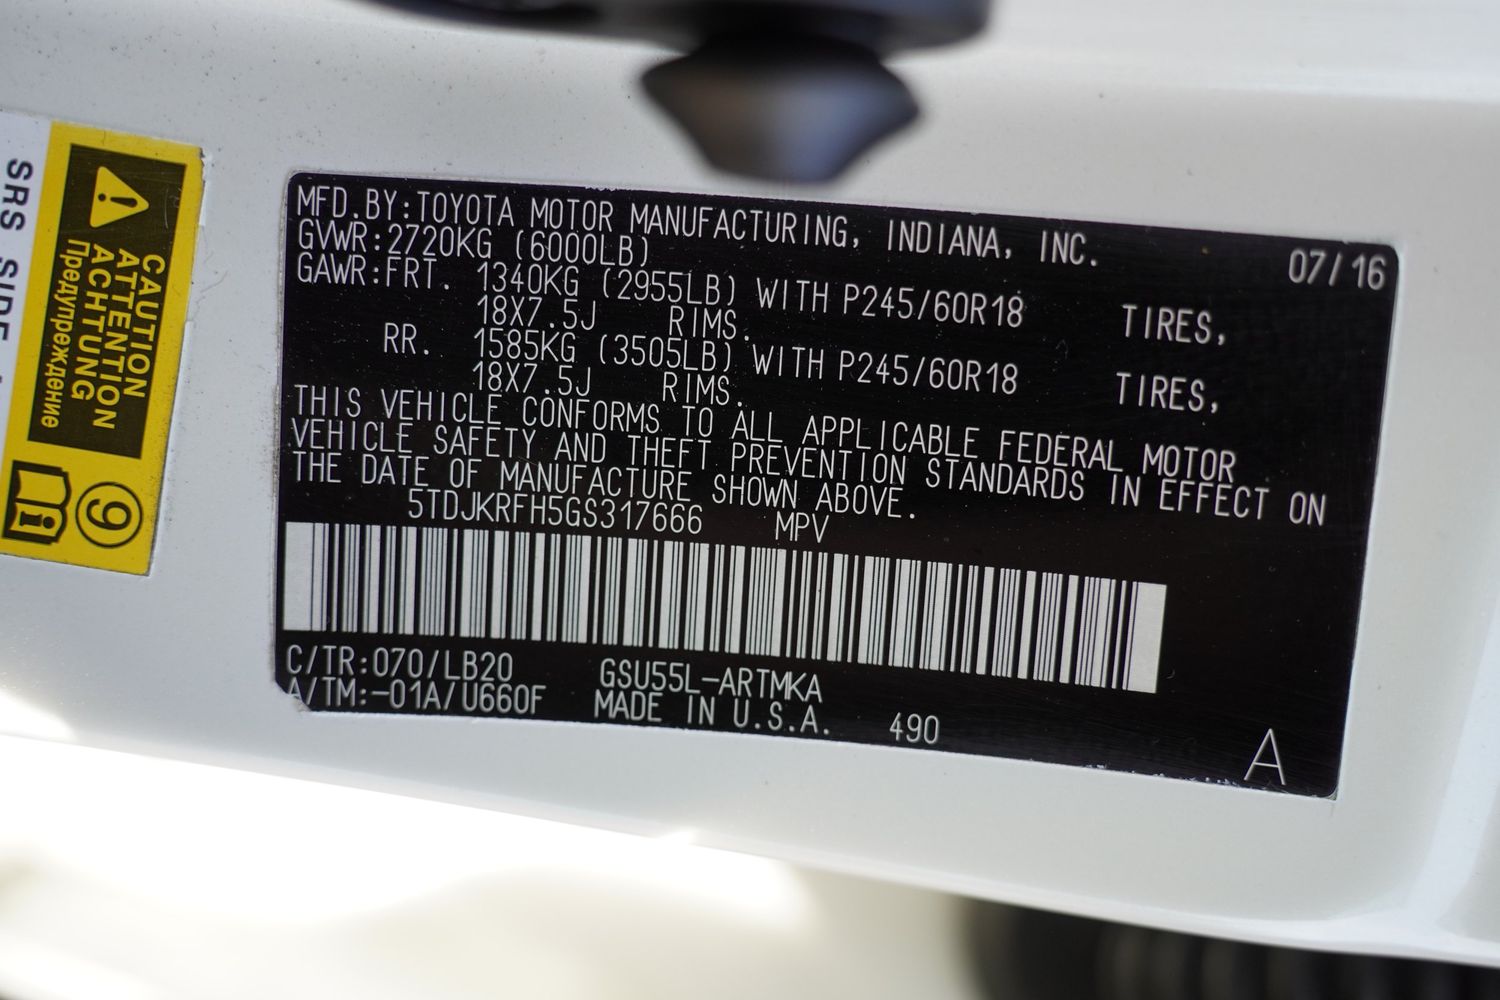 SRS SIDE
CAUTION
ATTENTION
ACHTUNG
Предупреждение
9
MFD.BY:TOYOTA MOTOR MANUFACTURING, INDIANA, INC. 07/16
GVWR:2720KG (6000LB)
GAWR:FRT. 1340KG (2955LB) WITH P245/60R18 TIRES,
18X7.5J RIMS.
RR. 1585KG (3505LB) WITH P245/60R18 TIRES,
18X7.5J RIMS.
THIS VEHICLE CONFORMS TO ALL APPLICABLE FEDERAL MOTOR
VEHICLE SAFETY AND THEFT PREVENTION STANDARDS IN EFFECT ON
THE DATE OF MANUFACTURE SHOWN ABOVE.
5TDJKRFH5GS317666 MPV
C/TR:070/LB20 GSU55L-ARTMKA
A/TM:-01A/U660F MADE IN U.S.A. 490
A